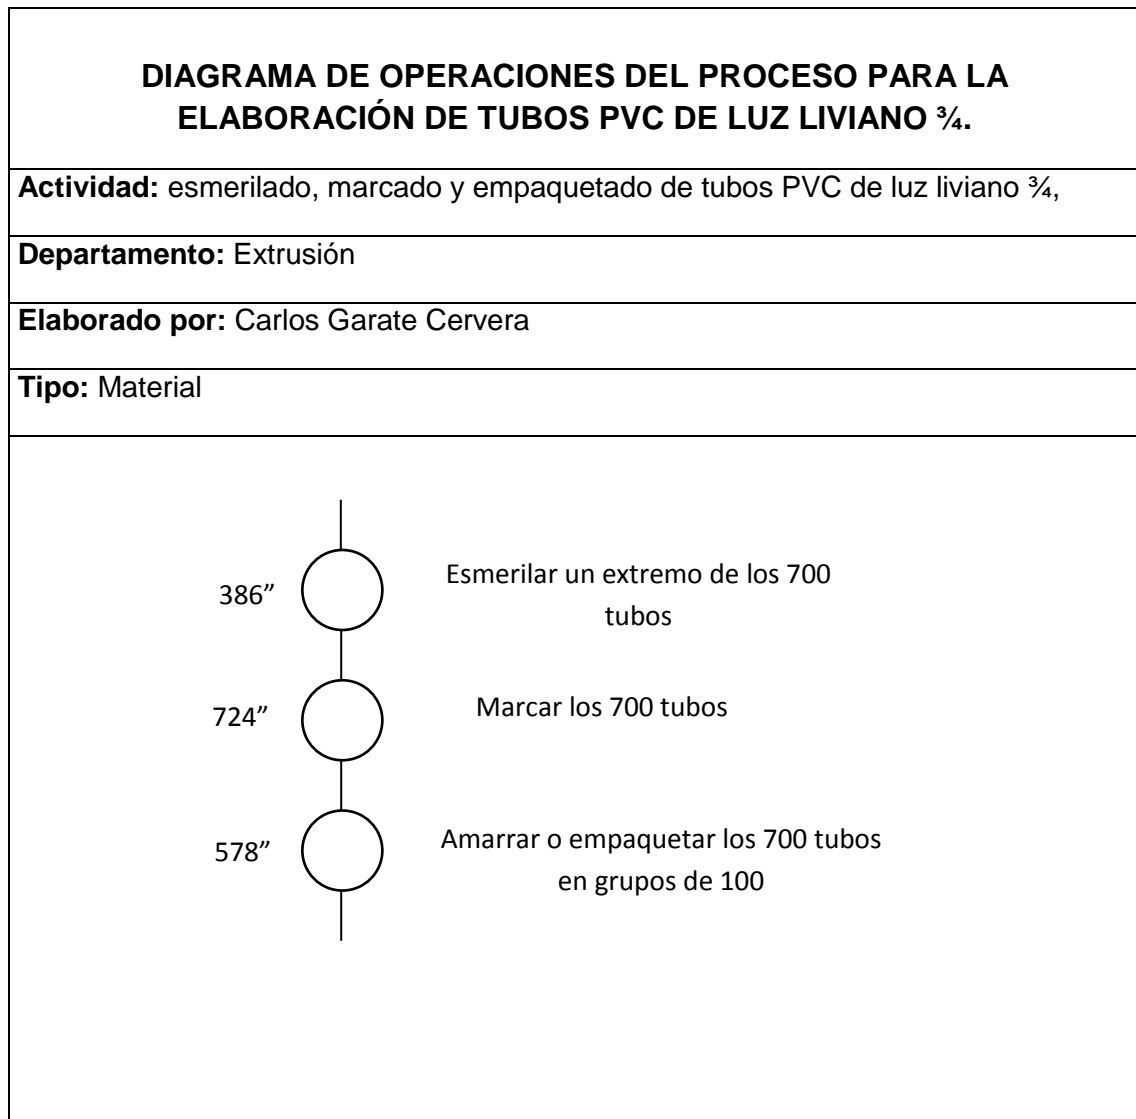 DIAGRAMA DE OPERACIONES DEL PROCESO PARA LA
ELABORACIÓN DE TUBOS PVC DE LUZ LIVIANO ¾.
Actividad: esmerilado, marcado y empaquetado de tubos PVC de luz liviano ¾,
Departamento: Extrusión
Elaborado por: Carlos Garate Cervera
Tipo: Material
386”
Esmerilar un extremo de los 700
tubos
724”
Marcar los 700 tubos
578”
Amarrar o empaquetar los 700 tubos
en grupos de 100